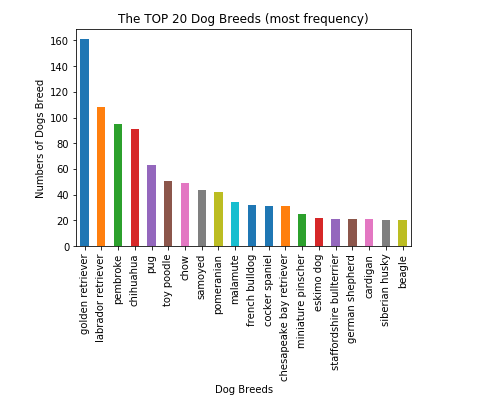 The TOP 20 Dog Breeds (most frequency)
Numbers of Dogs Breed
160
140
120
100
80
60
40
20
0
golden retriever
labrador retriever
pembroke
chihuahua
pug
toy poodle
chow
samoyed
pomeranian
malamute
french bulldog
cocker spaniel
chesapeake bay retriever
miniature pinscher
eskimo dog
staffordshire bullterrier
german shepherd
cardigan
siberian husky
beagle
Dog Breeds